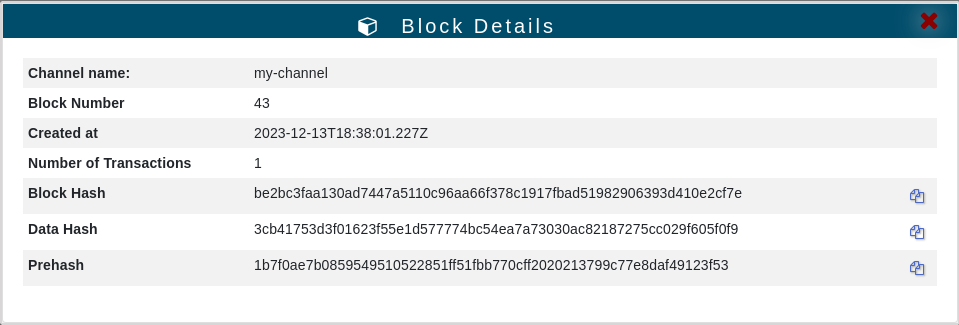 Block Details
Channel name: my-channel
Block Number 43
Created at 2023-12-13T18:38:01.227Z
Number of Transactions 1
Block Hash be2bc3faa130ad7447a5110c96aa66f378c1917fbad51982906393d410e2cf7e
Data Hash 3cb41753d3f01623f55e1d577774bc54ea7a73030ac82187275cc029f605f0f9
Prehash 1b7f0ae7b0859549510522851ff51fbb770cff2020213799c77e8daf49123f53